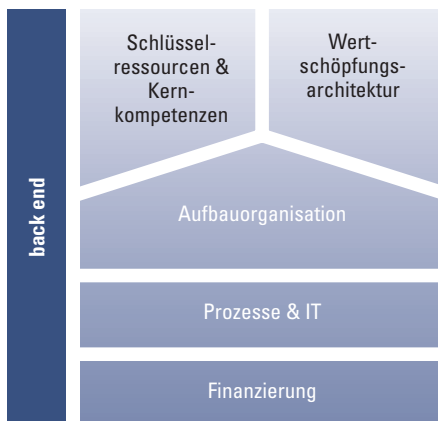 Schlüssel-
ressourcen &
Kern-
kompetenzen
Wert-
schöpfungs-
architektur
back end
Aufbauorganisation
Prozesse & IT
Finanzierung